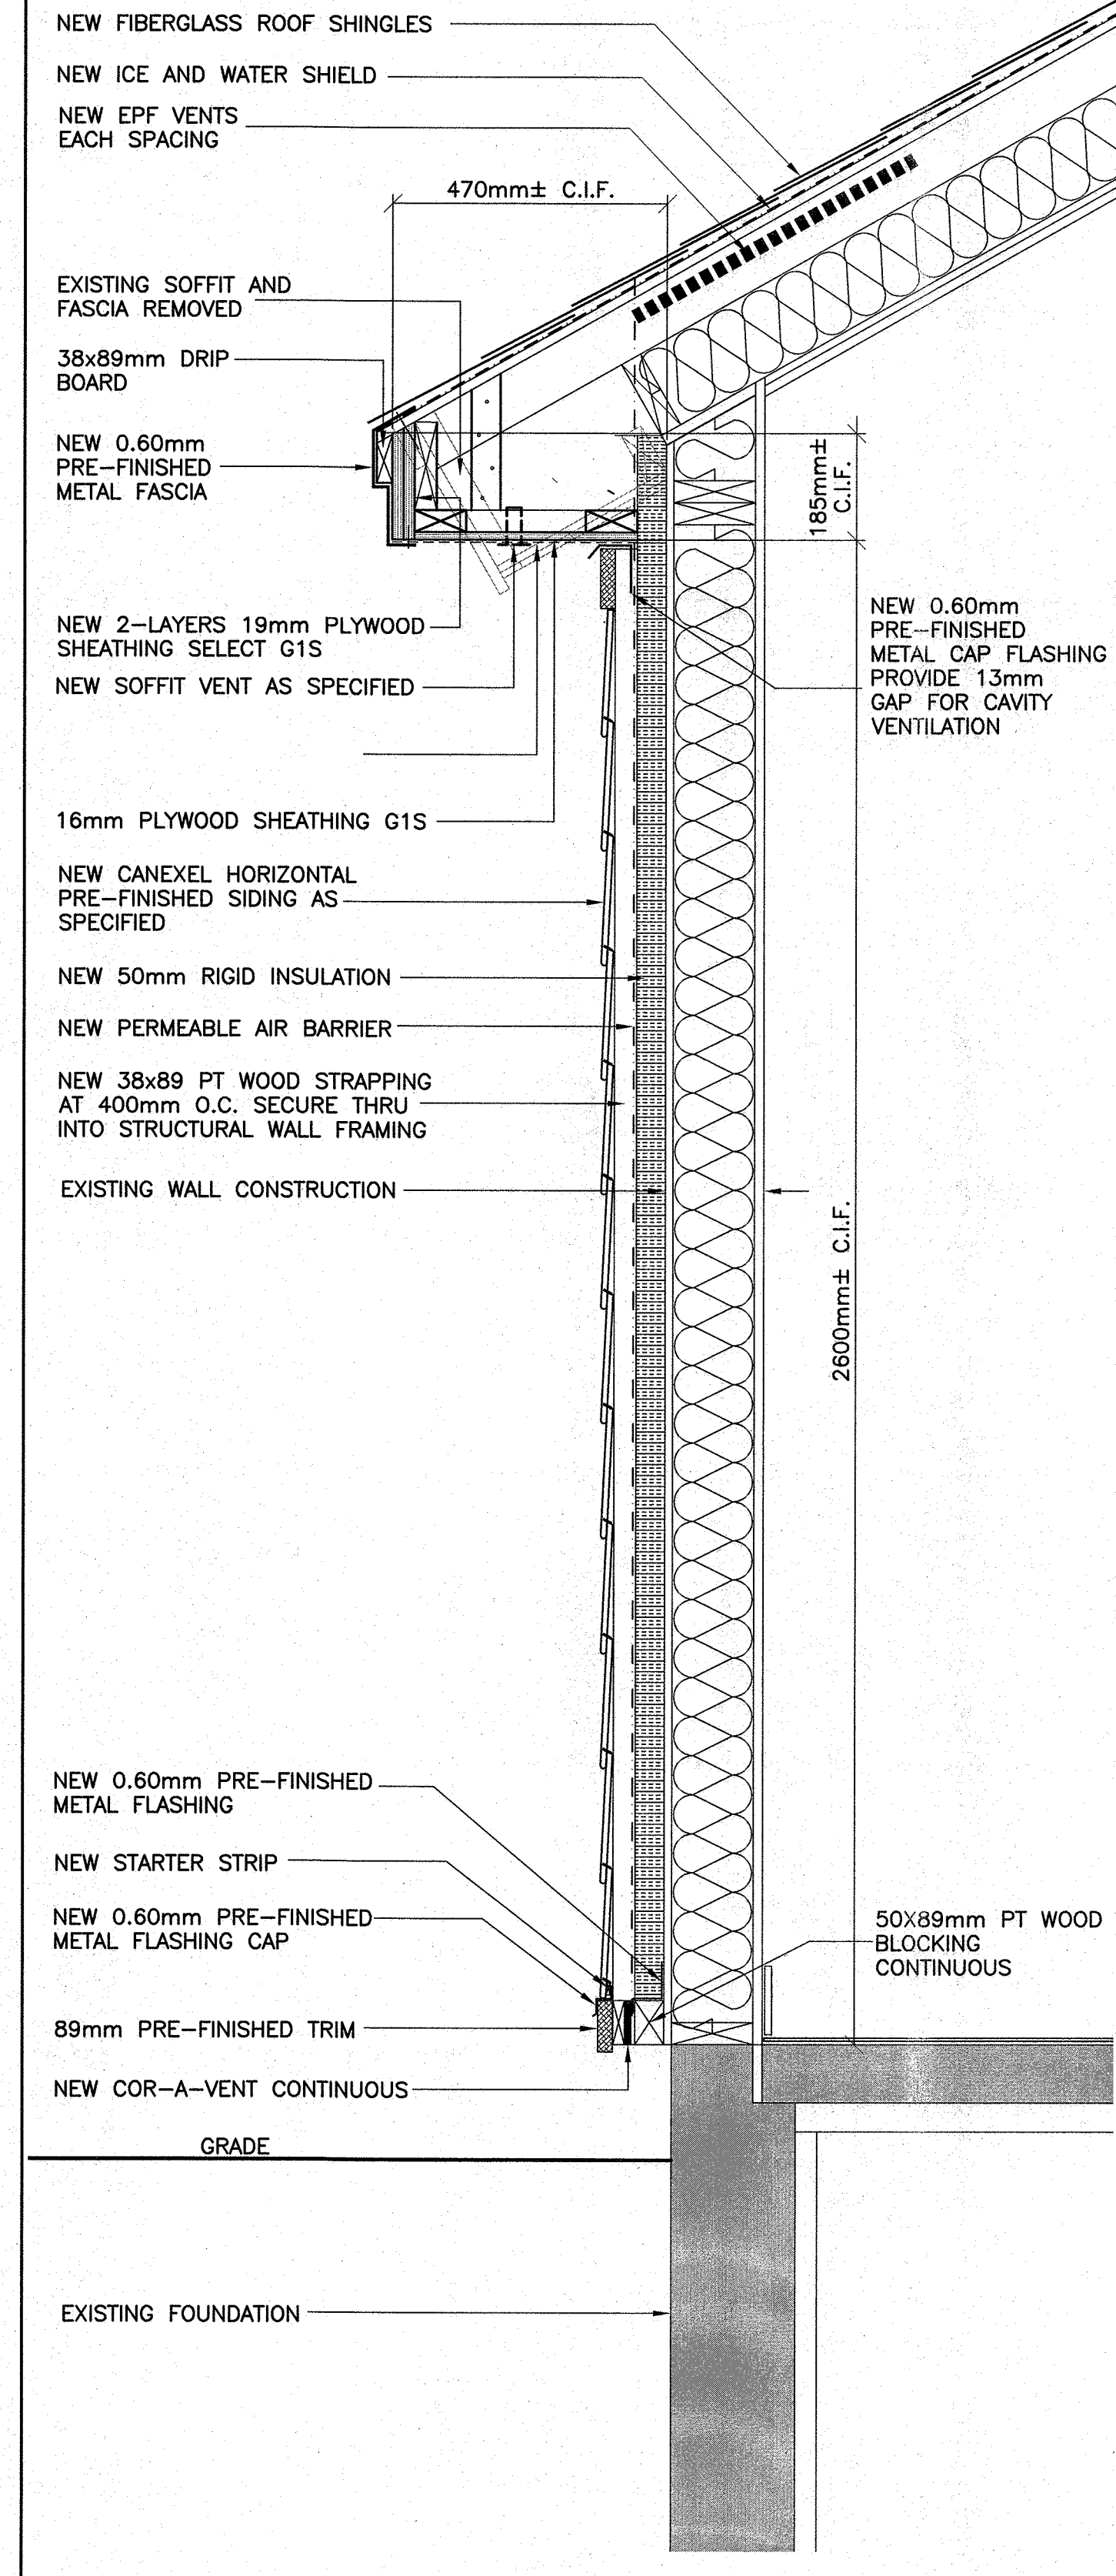 NEW FIBERGLASS ROOF SHINGLES
NEW ICE AND WATER SHIELD
NEW EPF VENTS
EACH SPACING
470mm± C.I.F.
EXISTING SOFFIT AND
FASCIA REMOVED
38x89mm DRIP
BOARD
NEW 0.60mm
PRE-FINISHED
METAL FASCIA
185mm±
C.I.F.
NEW 2-LAYERS 19mm PLYWOOD
SHEATHING SELECT G1S
NEW SOFFIT VENT AS SPECIFIED
NEW 0.60mm
PRE-FINISHED
METAL CAP FLASHING
PROVIDE 13mm
GAP FOR CAVITY
VENTILATION
16mm PLYWOOD SHEATHING G1S
NEW CANEXEL HORIZONTAL
PRE-FINISHED SIDING AS
SPECIFIED
NEW 50mm RIGID INSULATION
NEW PERMEABLE AIR BARRIER
NEW 38x89 PT WOOD STRAPPING
AT 400mm O.C. SECURE THRU
INTO STRUCTURAL WALL FRAMING
EXISTING WALL CONSTRUCTION
2600mm± C.I.F.
NEW 0.60mm PRE-FINISHED
METAL FLASHING
NEW STARTER STRIP
NEW 0.60mm PRE-FINISHED
METAL FLASHING CAP
50X89mm PT WOOD
BLOCKING
CONTINUOUS
89mm PRE-FINISHED TRIM
NEW COR-A-VENT CONTINUOUS
GRADE
EXISTING FOUNDATION